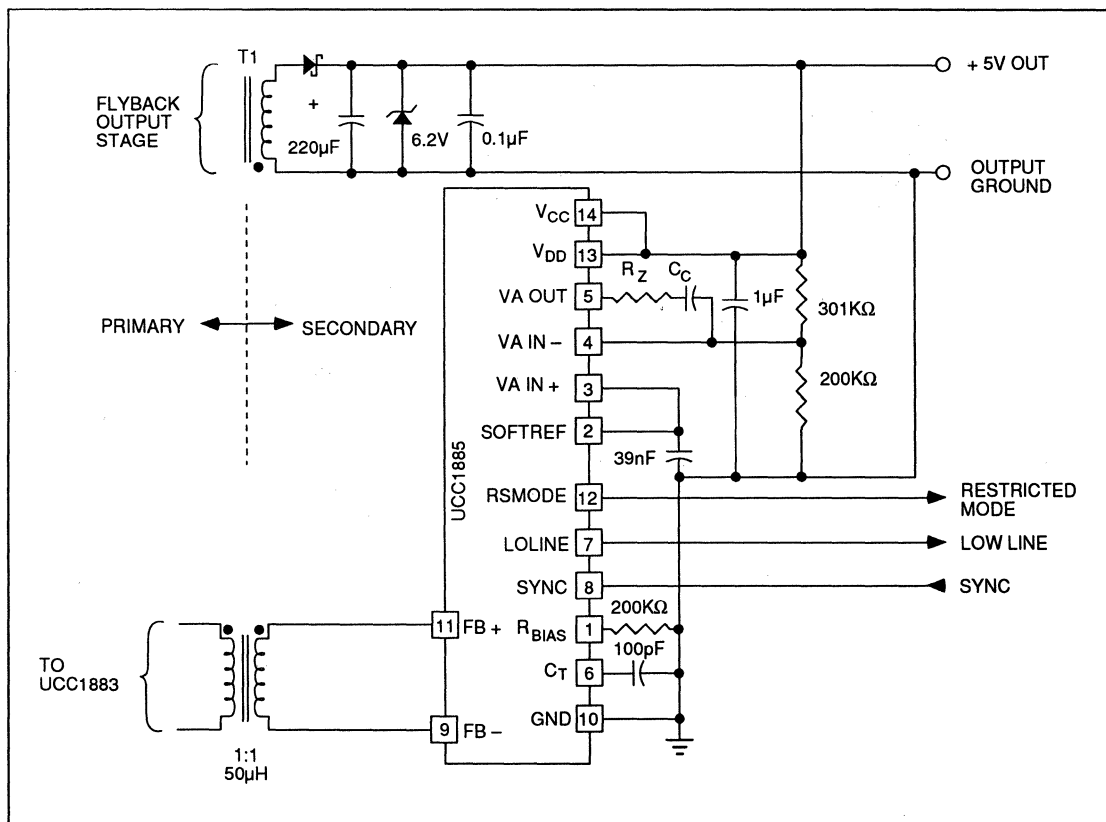 T1
+ 5V OUT
FLYBACK
OUTPUT
STAGE
+
220µF
6.2V
0.1µF
OUTPUT
GROUND
VCC 14
VDD 13
RZ CC
VA OUT 5
1µF
301KΩ
PRIMARY SECONDARY
VA IN – 4
200KΩ
VA IN + 3
SOFTREF 2
39nF
UCC1885
RSMODE 12
RESTRICTED
MODE
LOLINE 7
LOW LINE
SYNC 8
SYNC
200KΩ
11 FB +
RBIAS 1
100pF
TO
UCC1883
CT 6
GND 10
9 FB –
1:1
50µH